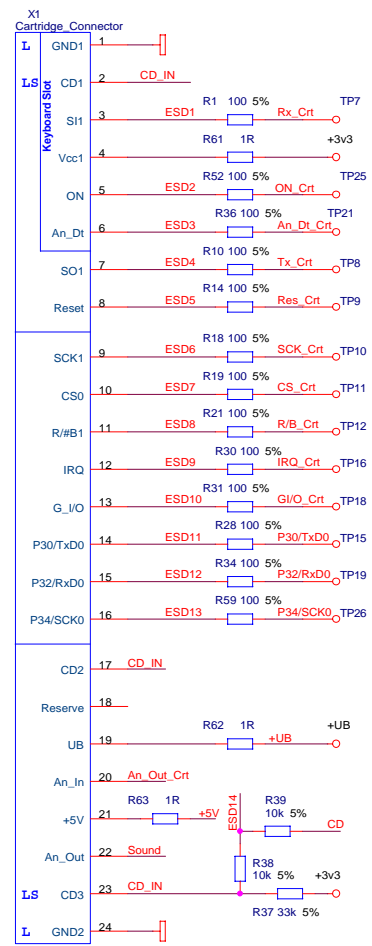 X1
Cartridge_Connector
L GND1 1
LS CD1 2 CD_IN
Keyboard Slot
R1 100 5% TP7
SI1 3 ESD1 Rx_Crt
R61 1R +3v3
Vcc1 4
R52 100 5% TP25
ON 5 ESD2 ON_Crt
R36 100 5% TP21
An_Dt 6 ESD3 An_Dt_Crt
R10 100 5%
SO1 7 ESD4 Tx_Crt TP8
R14 100 5%
Reset 8 ESD5 Res_Crt TP9
R18 100 5%
SCK1 9 ESD6 SCK_Crt TP10
R19 100 5%
CS0 10 ESD7 CS_Crt TP11
R21 100 5%
R/#B1 11 ESD8 R/B_Crt TP12
R30 100 5%
IRQ 12 ESD9 IRQ_Crt TP16
R31 100 5%
G_I/O 13 ESD10 GI/O_Crt TP18
R28 100 5%
P30/TxD0 14 ESD11 P30/TxD0 TP15
R34 100 5%
P32/RxD0 15 ESD12 P32/RxD0 TP19
R59 100 5%
P34/SCK0 16 ESD13 P34/SCK0 TP26
CD2 17 CD_IN
Reserve 18
R62 1R +UB
UB 19 +UB
An_In 20 An_Out_Crt
R63 1R
+5V 21 +5V
ESD14
R39
10k 5% CD
An_Out 22 Sound
R38
10k 5%
LS CD3 23 CD_IN +3v3
R37 33k 5%
L GND2 24